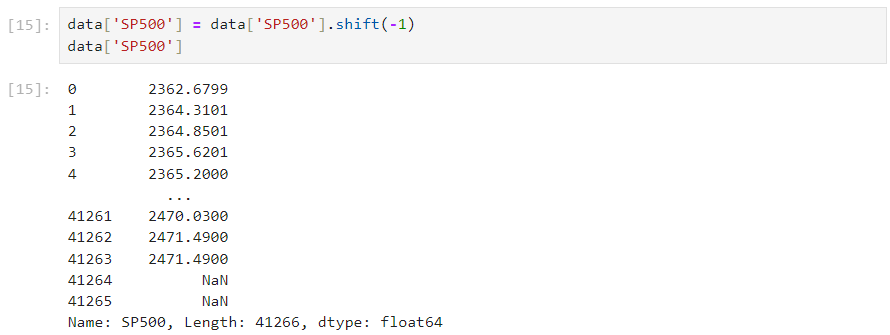 [15]: data['SP500'] = data['SP500'].shift(-1)
data['SP500']
[15]: 0 2362.6799
1 2364.3101
2 2364.8501
3 2365.6201
4 2365.2000
...
41261 2470.0300
41262 2471.4900
41263 2471.4900
41264 NaN
41265 NaN
Name: SP500, Length: 41266, dtype: float64